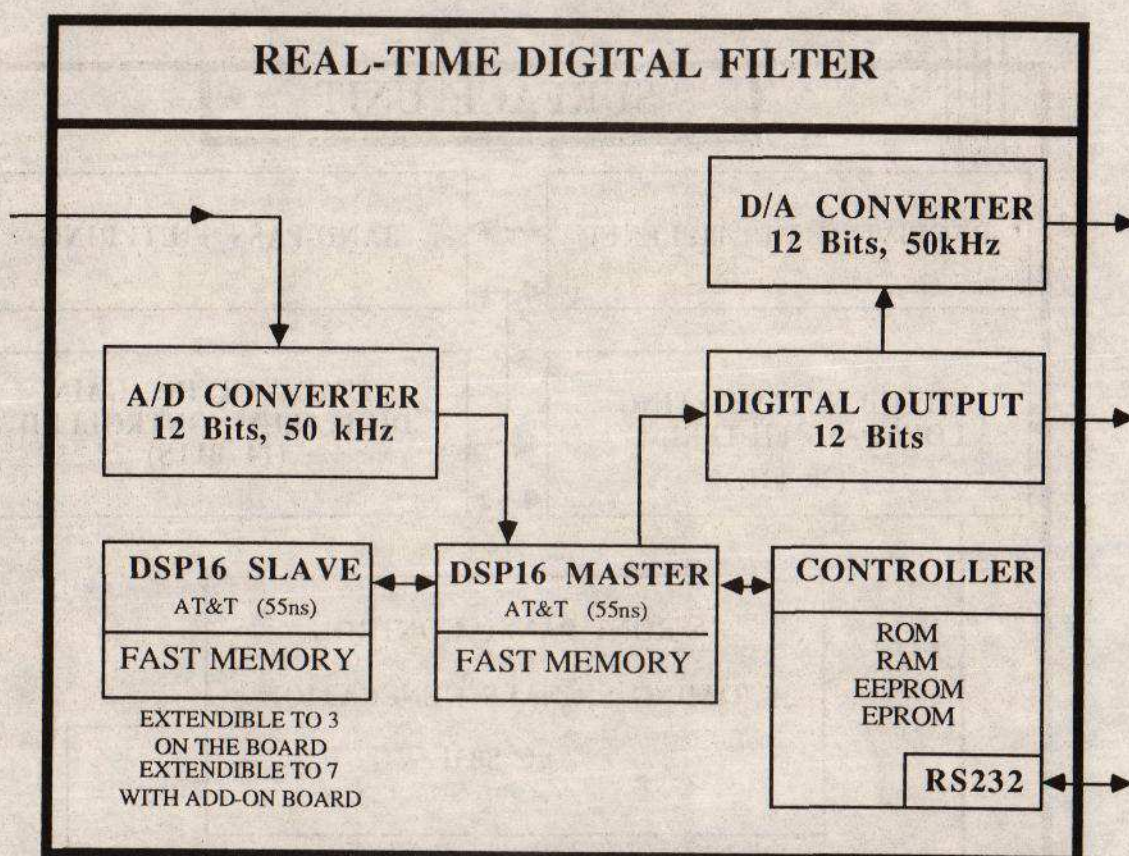 REAL-TIME DIGITAL FILTER
D/A CONVERTER
12 Bits, 50kHz
A/D CONVERTER
12 Bits, 50 kHz
DIGITAL OUTPUT
12 Bits
DSP16 SLAVE
AT&T (55ns)
FAST MEMORY
EXTENDIBLE TO 3
ON THE BOARD
EXTENDIBLE TO 7
WITH ADD-ON BOARD
DSP16 MASTER
AT&T (55ns)
FAST MEMORY
CONTROLLER
ROM
RAM
EEPROM
EPROM
RS232